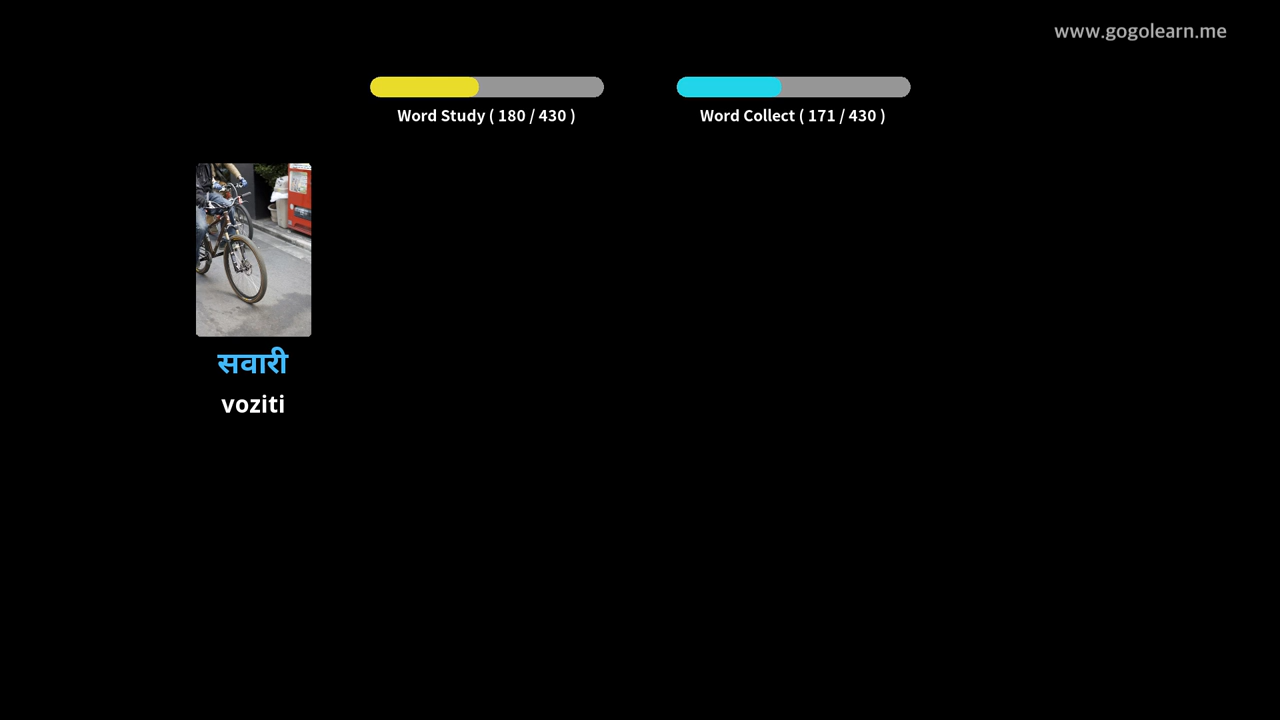 www.gogolearn.me
Word Study ( 180 / 430 )
Word Collect ( 171 / 430 )
सवारी
voziti